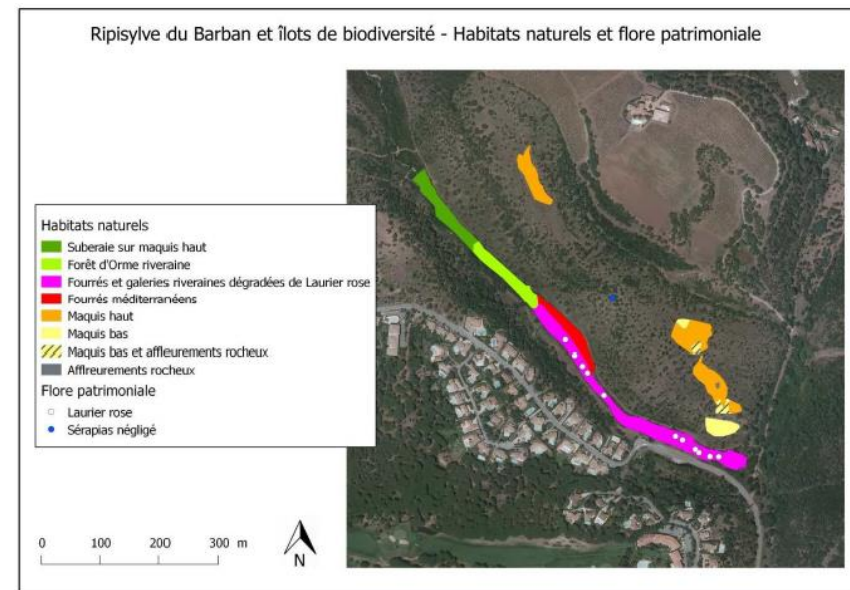 Ripisylve du Barban et îlots de biodiversité - Habitats naturels et flore patrimoniale
Habitats naturels
Suberaie sur maquis haut
Forêt d'Orme riveraine
Fourrés et galeries riveraines dégradées de Laurier rose
Fourrés méditerranéens
Maquis haut
Maquis bas
Maquis bas et affleurements rocheux
Afflreurements rocheux
Flore patrimoniale
Laurier rose
Sérapias négligé
0 100 200 300 m
N